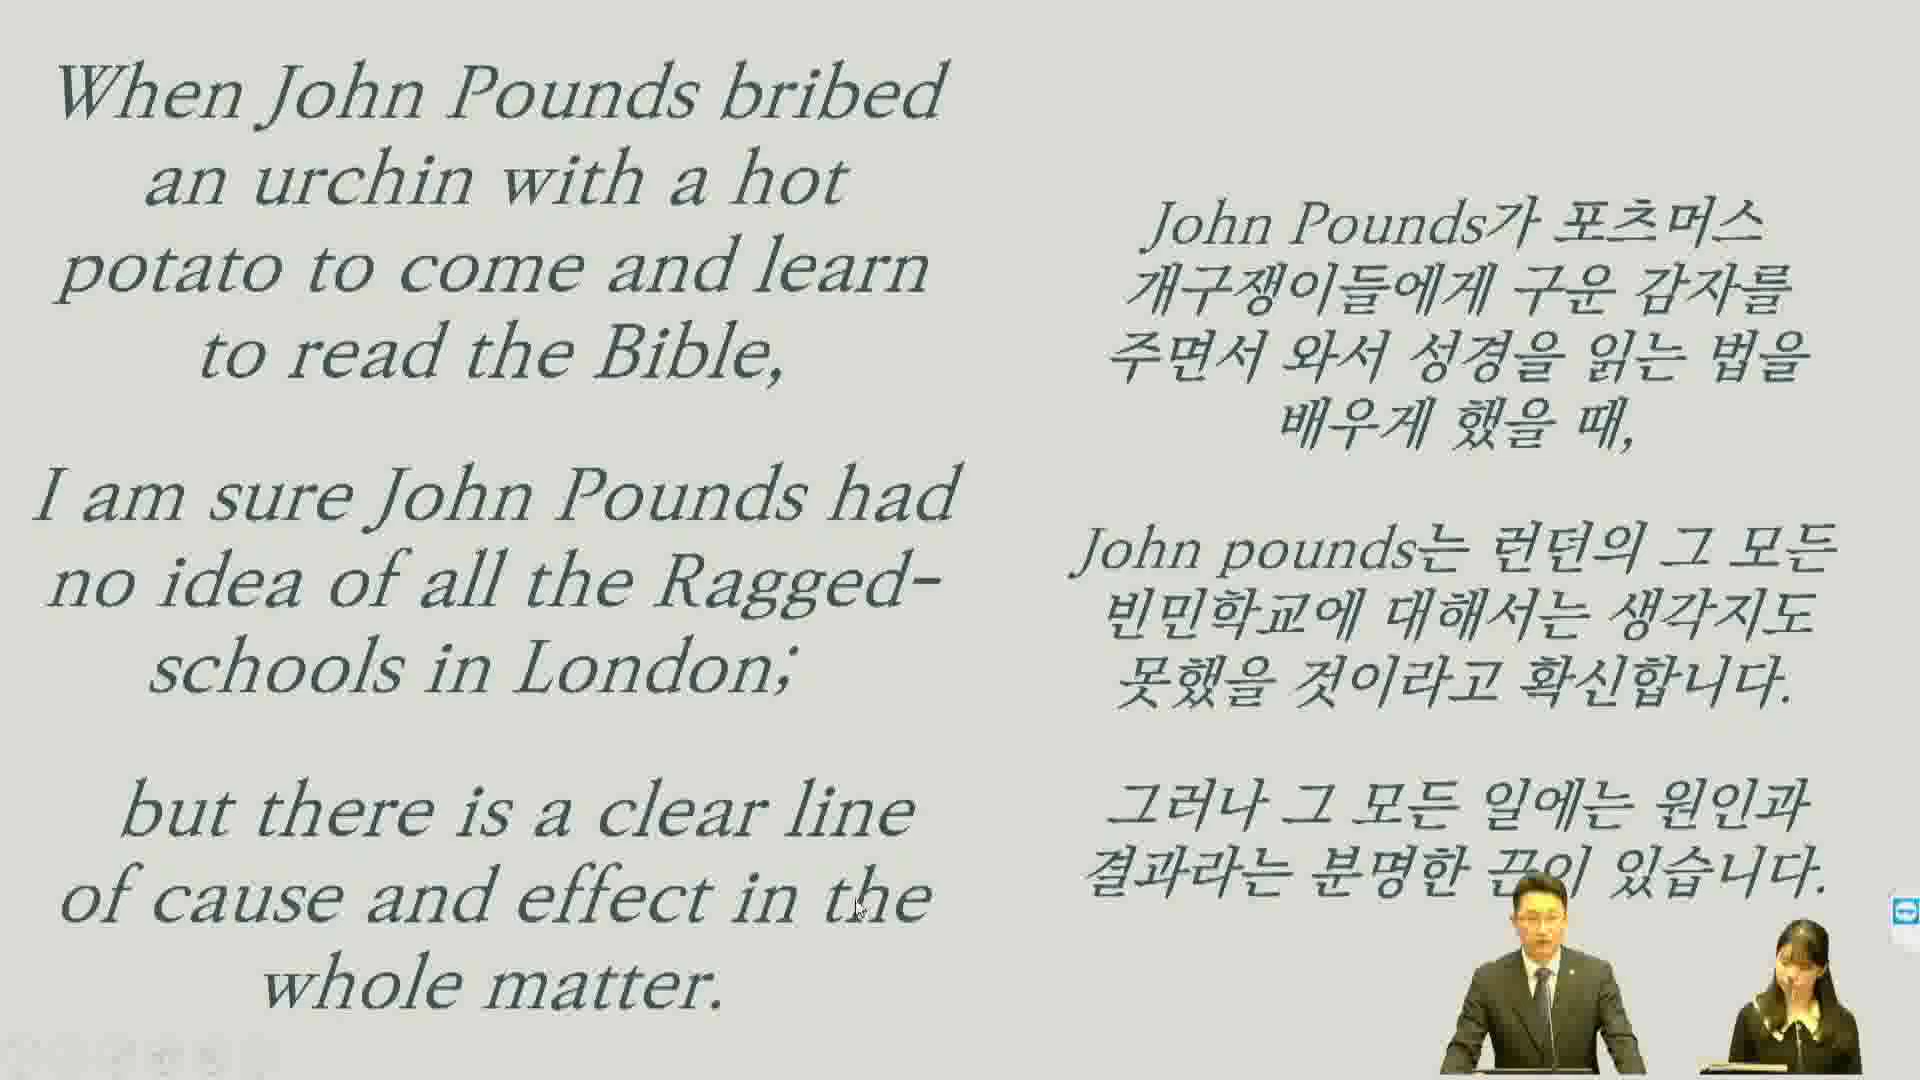 When John Pounds bribed
an urchin with a hot
potato to come and learn
to read the Bible,
I am sure John Pounds had
no idea of all the Ragged-
schools in London;
but there is a clear line
of cause and effect in the
whole matter.
John Pounds가 포츠머스
개구쟁이들에게 구운 감자를
주면서 와서 성경을 읽는 법을
배우게 했을 때,
John pounds는 런던의 그 모든
빈민학교에 대해서는 생각지도
못했을 것이라고 확신합니다.
그러나 그 모든 일에는 원인과
결과라는 분명한 끈이 있습니다.